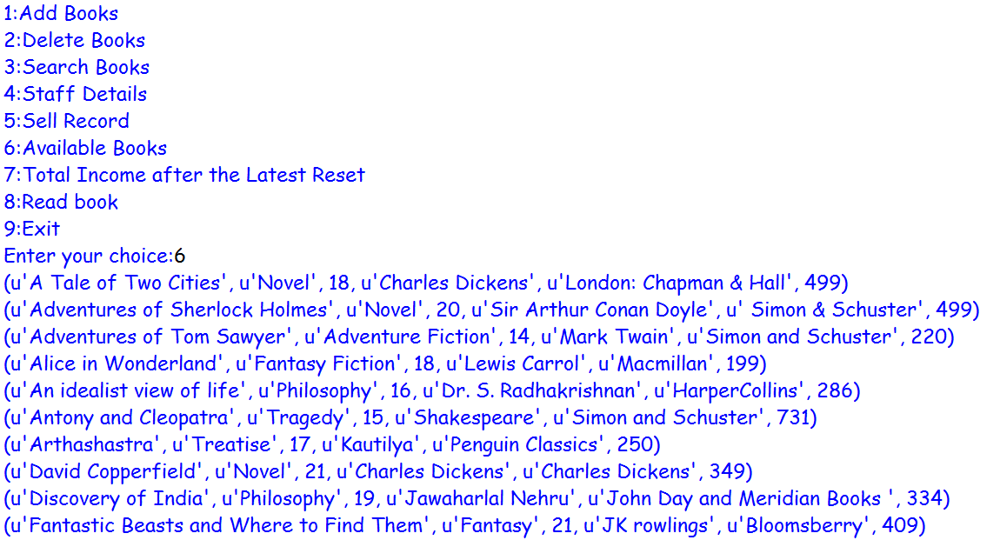 1:Add Books
2:Delete Books
3:Search Books
4:Staff Details
5:Sell Record
6:Available Books
7:Total Income after the Latest Reset
8:Read book
9:Exit
Enter your choice:6
(u'A Tale of Two Cities', u'Novel', 18, u'Charles Dickens', u'London: Chapman & Hall', 499)
(u'Adventures of Sherlock Holmes', u'Novel', 20, u'Sir Arthur Conan Doyle', u' Simon & Schuster', 499)
(u'Adventures of Tom Sawyer', u'Adventure Fiction', 14, u'Mark Twain', u'Simon and Schuster', 220)
(u'Alice in Wonderland', u'Fantasy Fiction', 18, u'Lewis Carrol', u'Macmillan', 199)
(u'An idealist view of life', u'Philosophy', 16, u'Dr. S. Radhakrishnan', u'HarperCollins', 286)
(u'Antony and Cleopatra', u'Tragedy', 15, u'Shakespeare', u'Simon and Schuster', 731)
(u'Arthashastra', u'Treatise', 17, u'Kautilya', u'Penguin Classics', 250)
(u'David Copperfield', u'Novel', 21, u'Charles Dickens', u'Charles Dickens', 349)
(u'Discovery of India', u'Philosophy', 19, u'Jawaharlal Nehru', u'John Day and Meridian Books ', 334)
(u'Fantastic Beasts and Where to Find Them', u'Fantasy', 21, u'JK rowlings', u'Bloomsberry', 409)